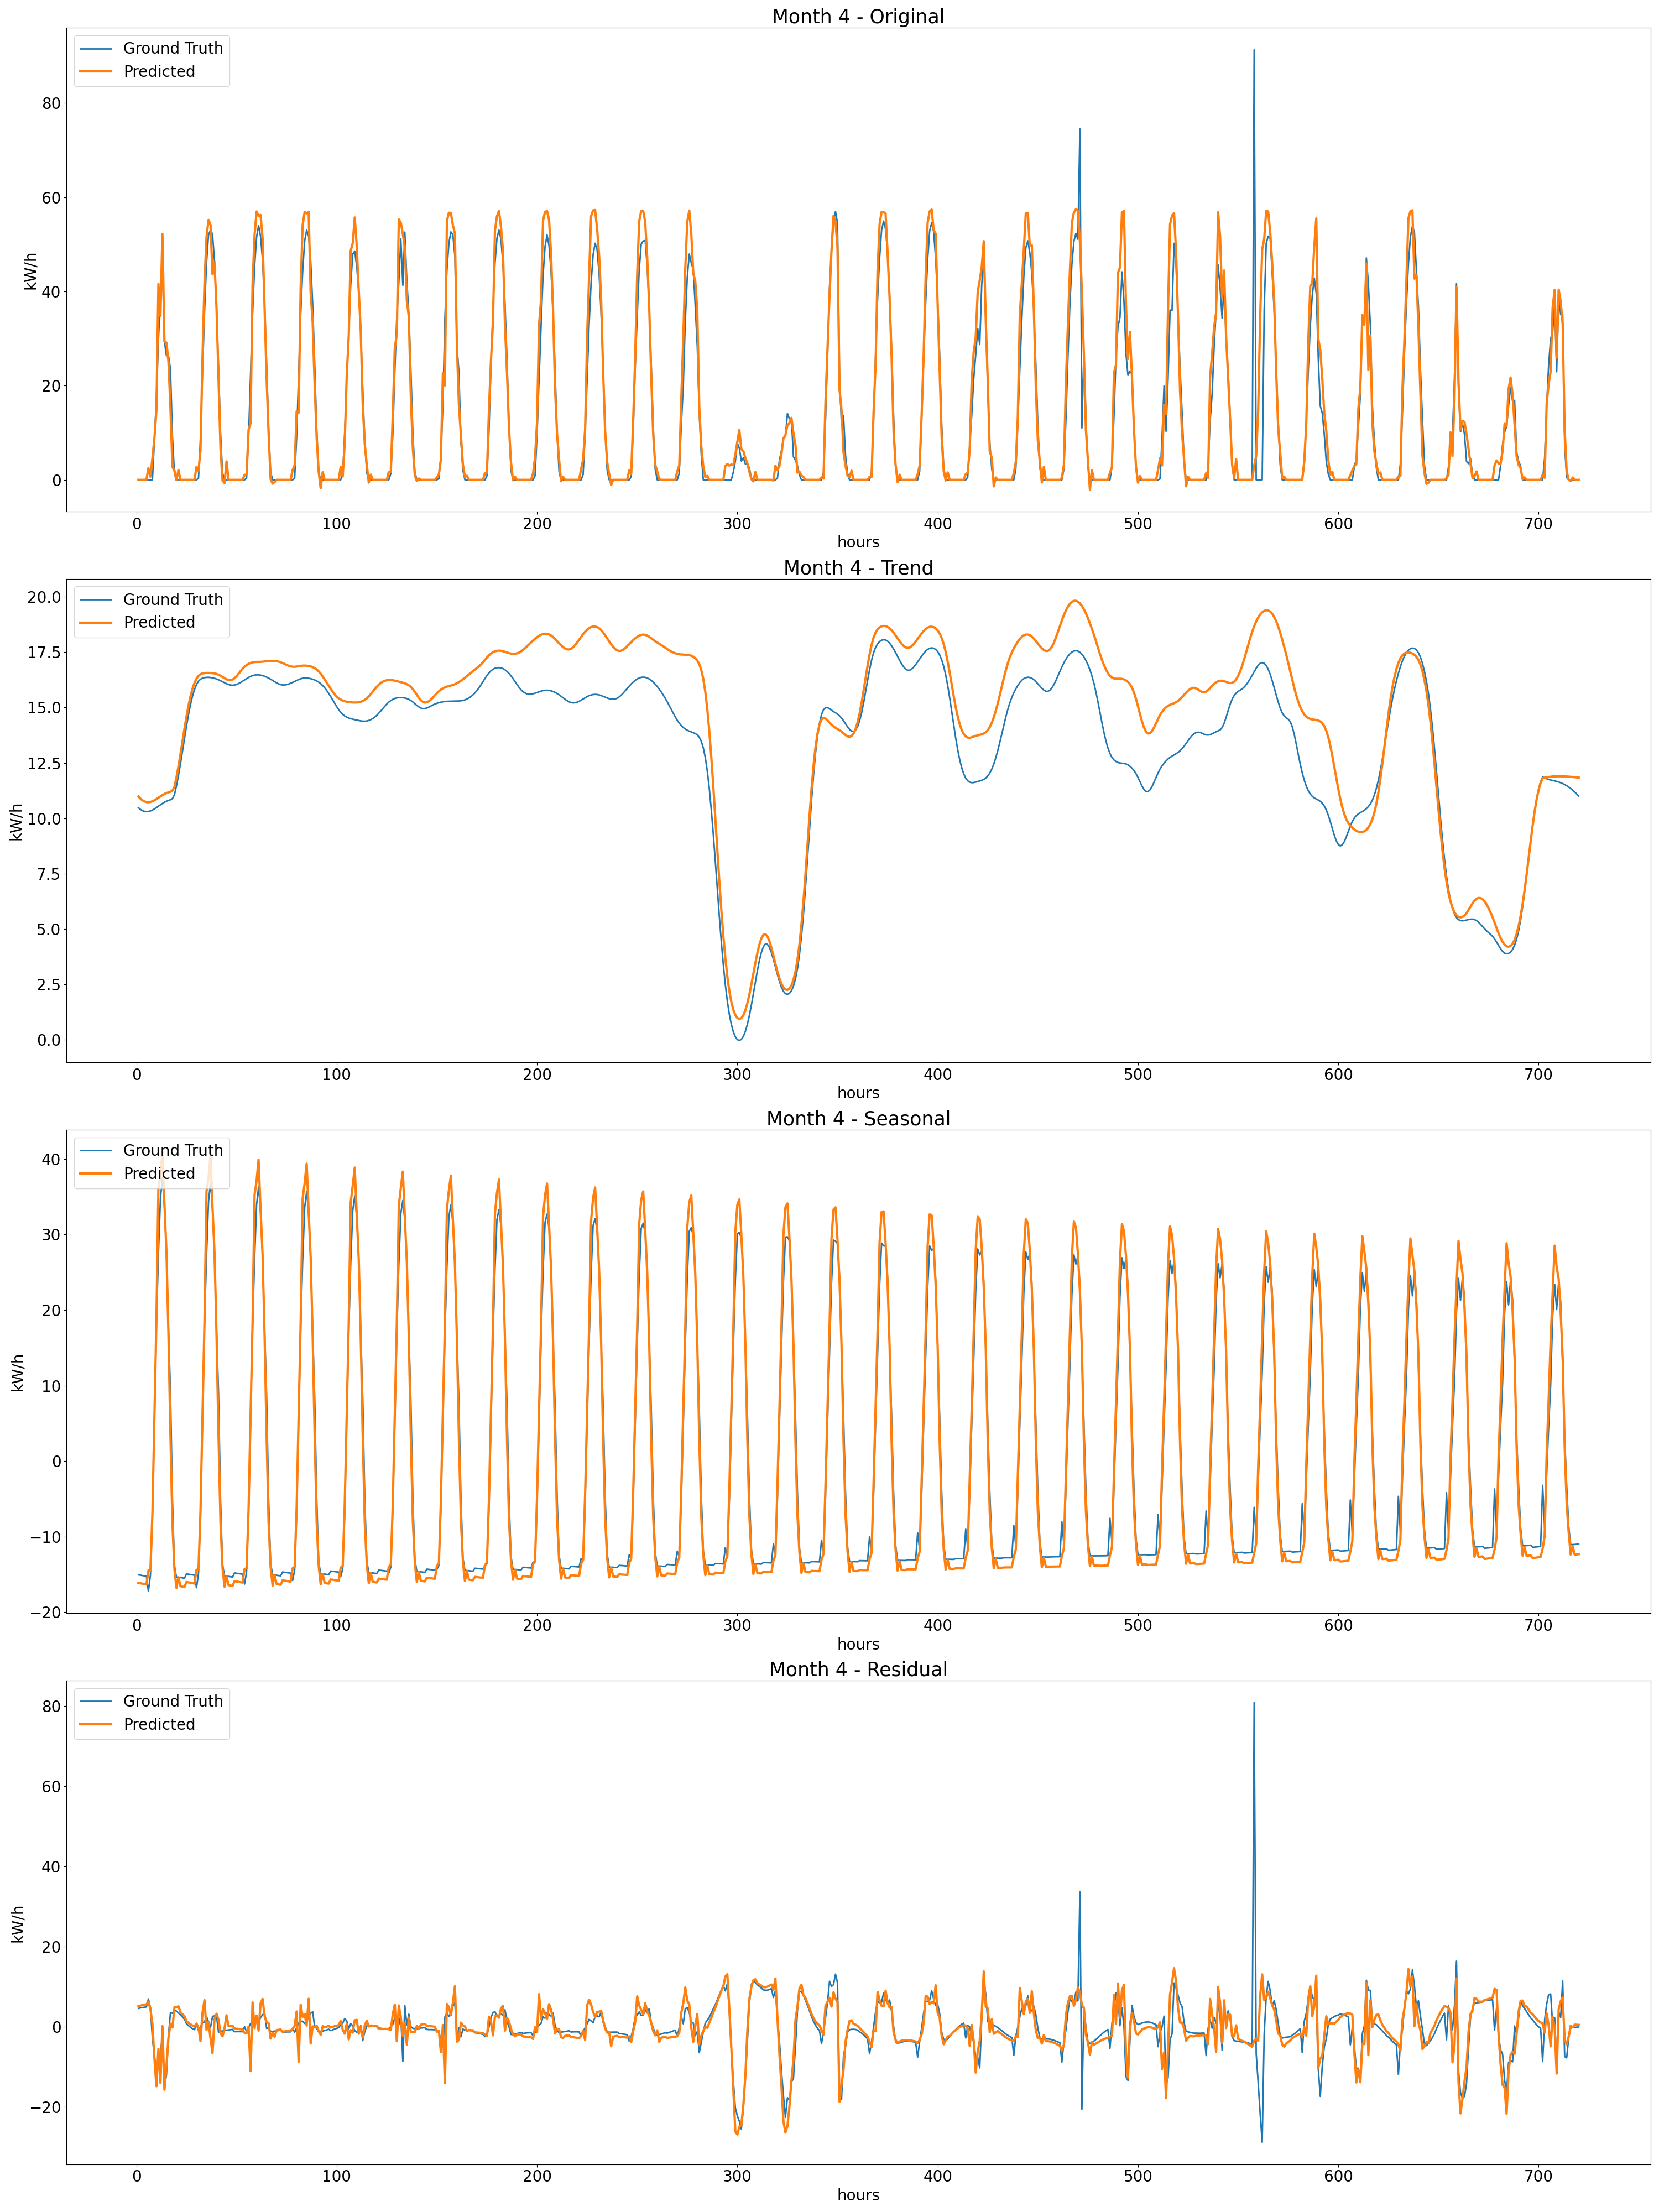 Month 4 - Original
Ground Truth
Predicted
80
60
40
20
0
kW/h
0 100 200 300 400 500 600 700
hours
Month 4 - Trend
Ground Truth
Predicted
20.0
17.5
15.0
12.5
10.0
7.5
5.0
2.5
0.0
kW/h
0 100 200 300 400 500 600 700
hours
Month 4 - Seasonal
Ground Truth
Predicted
40
30
20
10
0
−10
−20
kW/h
0 100 200 300 400 500 600 700
hours
Month 4 - Residual
Ground Truth
Predicted
80
60
40
20
0
−20
kW/h
0 100 200 300 400 500 600 700
hours